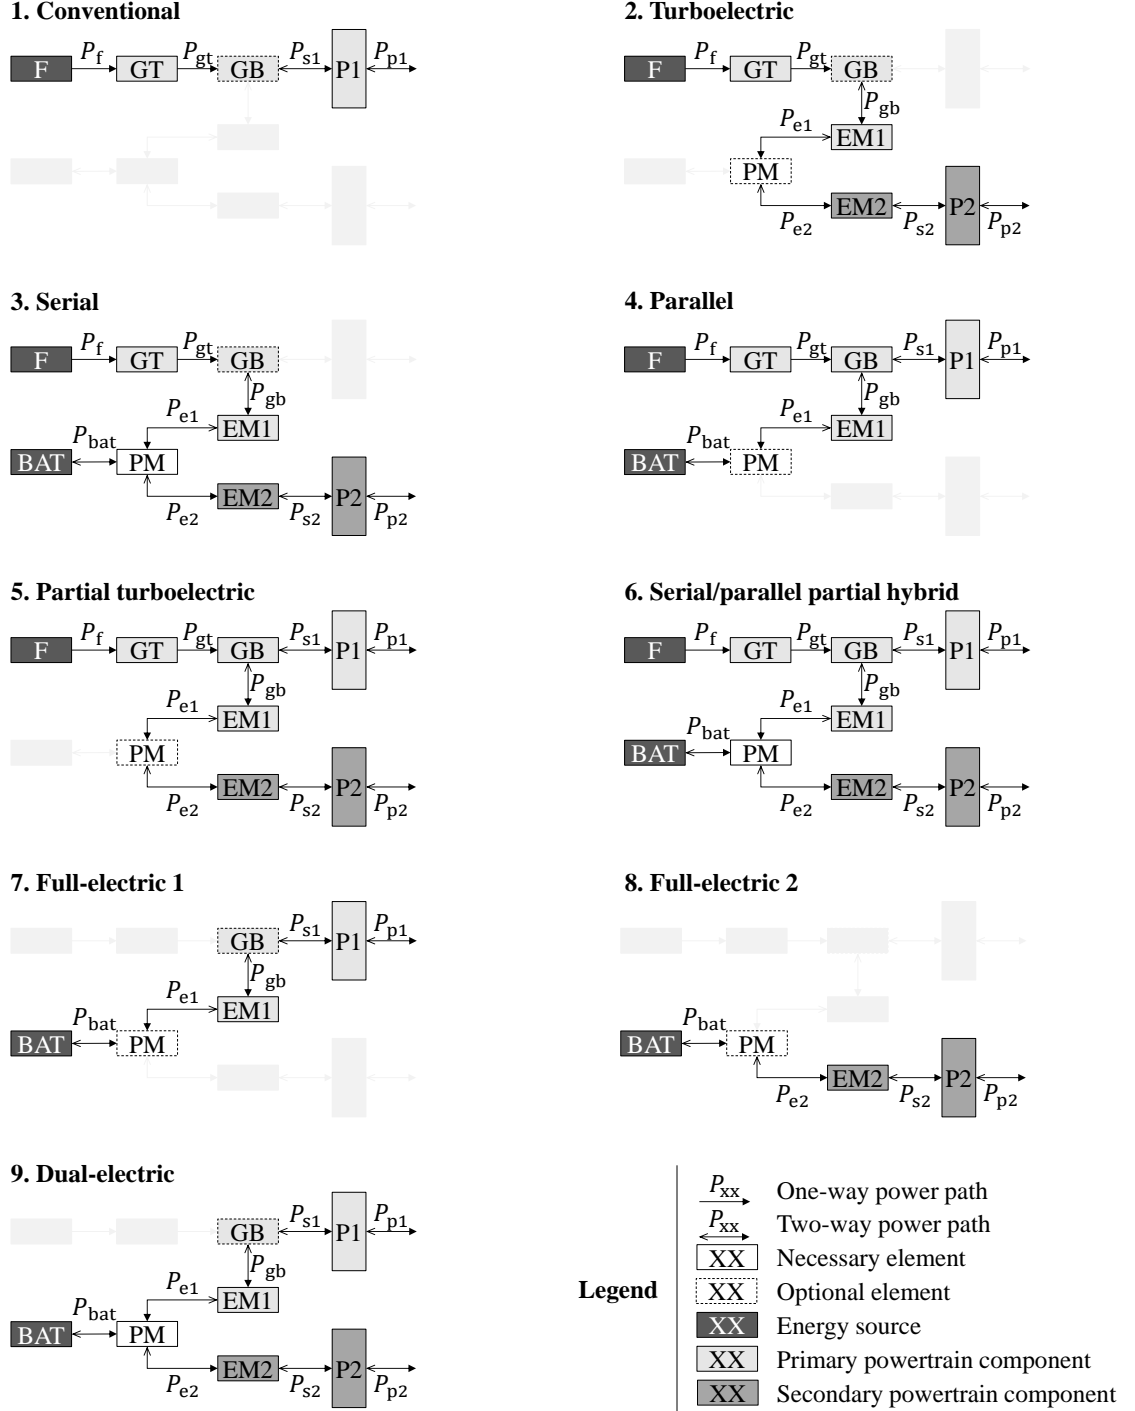 1. Conventional
P_f P_gt P_s1 P_p1
F GT GB P1
2. Turboelectric
P_f P_gt
F GT GB
P_gb
P_e1
EM1
PM
EM2 P2
P_e2 P_s2 P_p2
3. Serial
P_f P_gt
F GT GB
P_gb
P_e1
EM1
P_bat
BAT PM
EM2 P2
P_e2 P_s2 P_p2
4. Parallel
P_f P_gt P_s1 P_p1
F GT GB P1
P_gb
P_e1
EM1
P_bat
BAT PM
5. Partial turboelectric
P_f P_gt P_s1 P_p1
F GT GB P1
P_gb
P_e1
EM1
PM
EM2 P2
P_e2 P_s2 P_p2
6. Serial/parallel partial hybrid
P_f P_gt P_s1 P_p1
F GT GB P1
P_gb
P_e1
EM1
P_bat
BAT PM
EM2 P2
P_e2 P_s2 P_p2
7. Full-electric 1
P_s1 P_p1
GB P1
P_gb
P_e1
EM1
P_bat
BAT PM
8. Full-electric 2
P_bat
BAT PM
EM2 P2
P_e2 P_s2 P_p2
9. Dual-electric
P_s1 P_p1
GB P1
P_gb
P_e1
EM1
P_bat
BAT PM
EM2 P2
P_e2 P_s2 P_p2
Legend
P_xx One-way power path
P_xx Two-way power path
XX Necessary element
XX Optional element
XX Energy source
XX Primary powertrain component
XX Secondary powertrain component